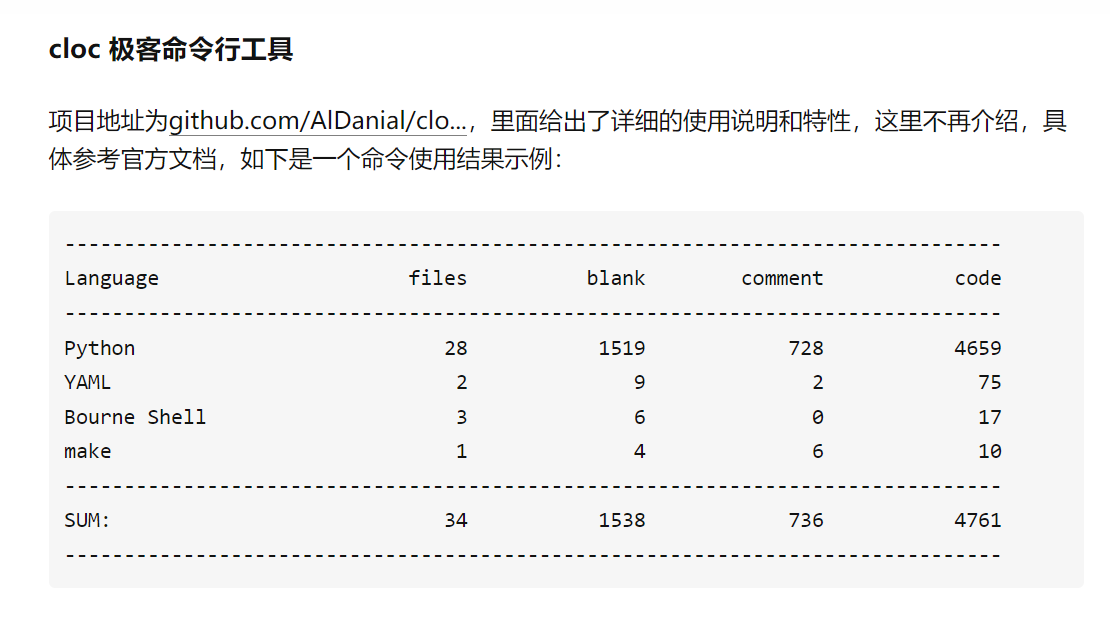 cloc 极客命令行工具
项目地址为github.com/AlDanial/clo...，里面给出了详细的使用说明和特性，这里不再介绍，具
体参考官方文档，如下是一个命令使用结果示例：
-------------------------------------------------------------------------------
Language                     files          blank        comment           code
-------------------------------------------------------------------------------
Python                          28           1519            728           4659
YAML                             2              9              2             75
Bourne Shell                     3              6              0             17
make                             1              4              6             10
-------------------------------------------------------------------------------
SUM:                            34           1538            736           4761
-------------------------------------------------------------------------------